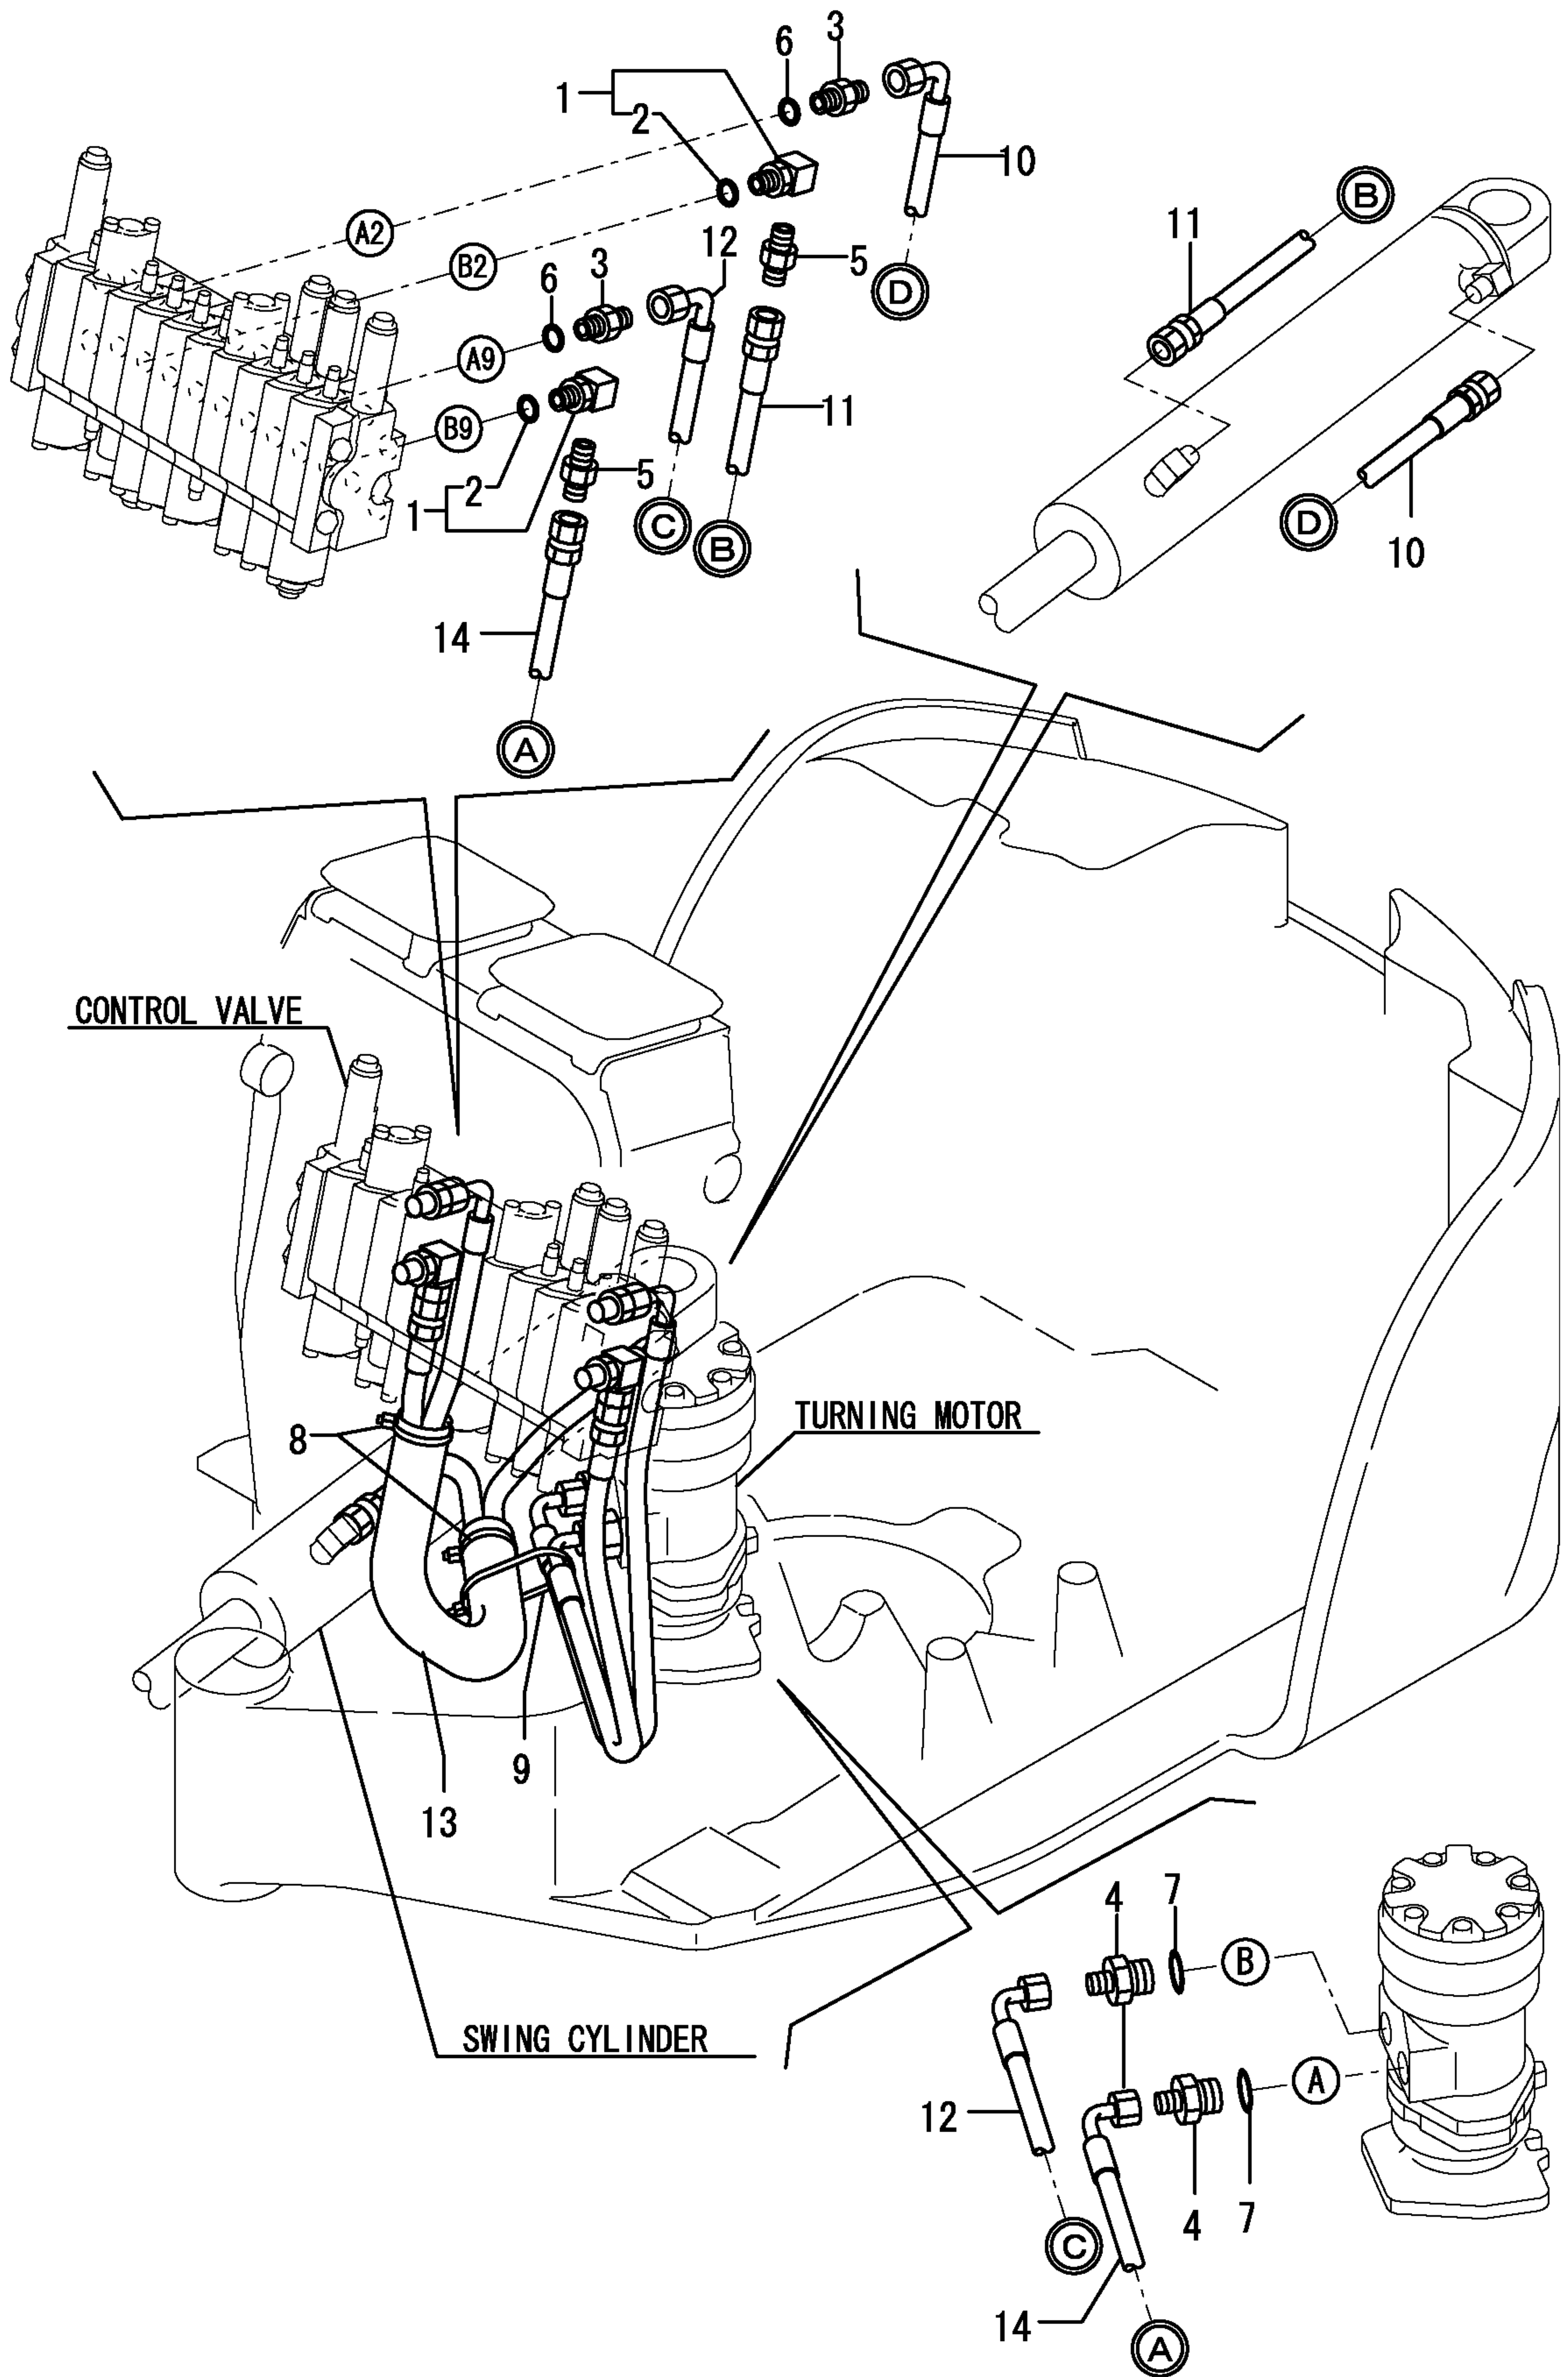 6 3
1
2
10
B
11
A2
12
B2
6 3
5
D
A9
11
B9
2
5
1
C
B
D
10
14
A
CONTROL VALVE
TURNING MOTOR
8
9
13
4 7
B
SWING CYLINDER
A
12
4 7
C
14
A